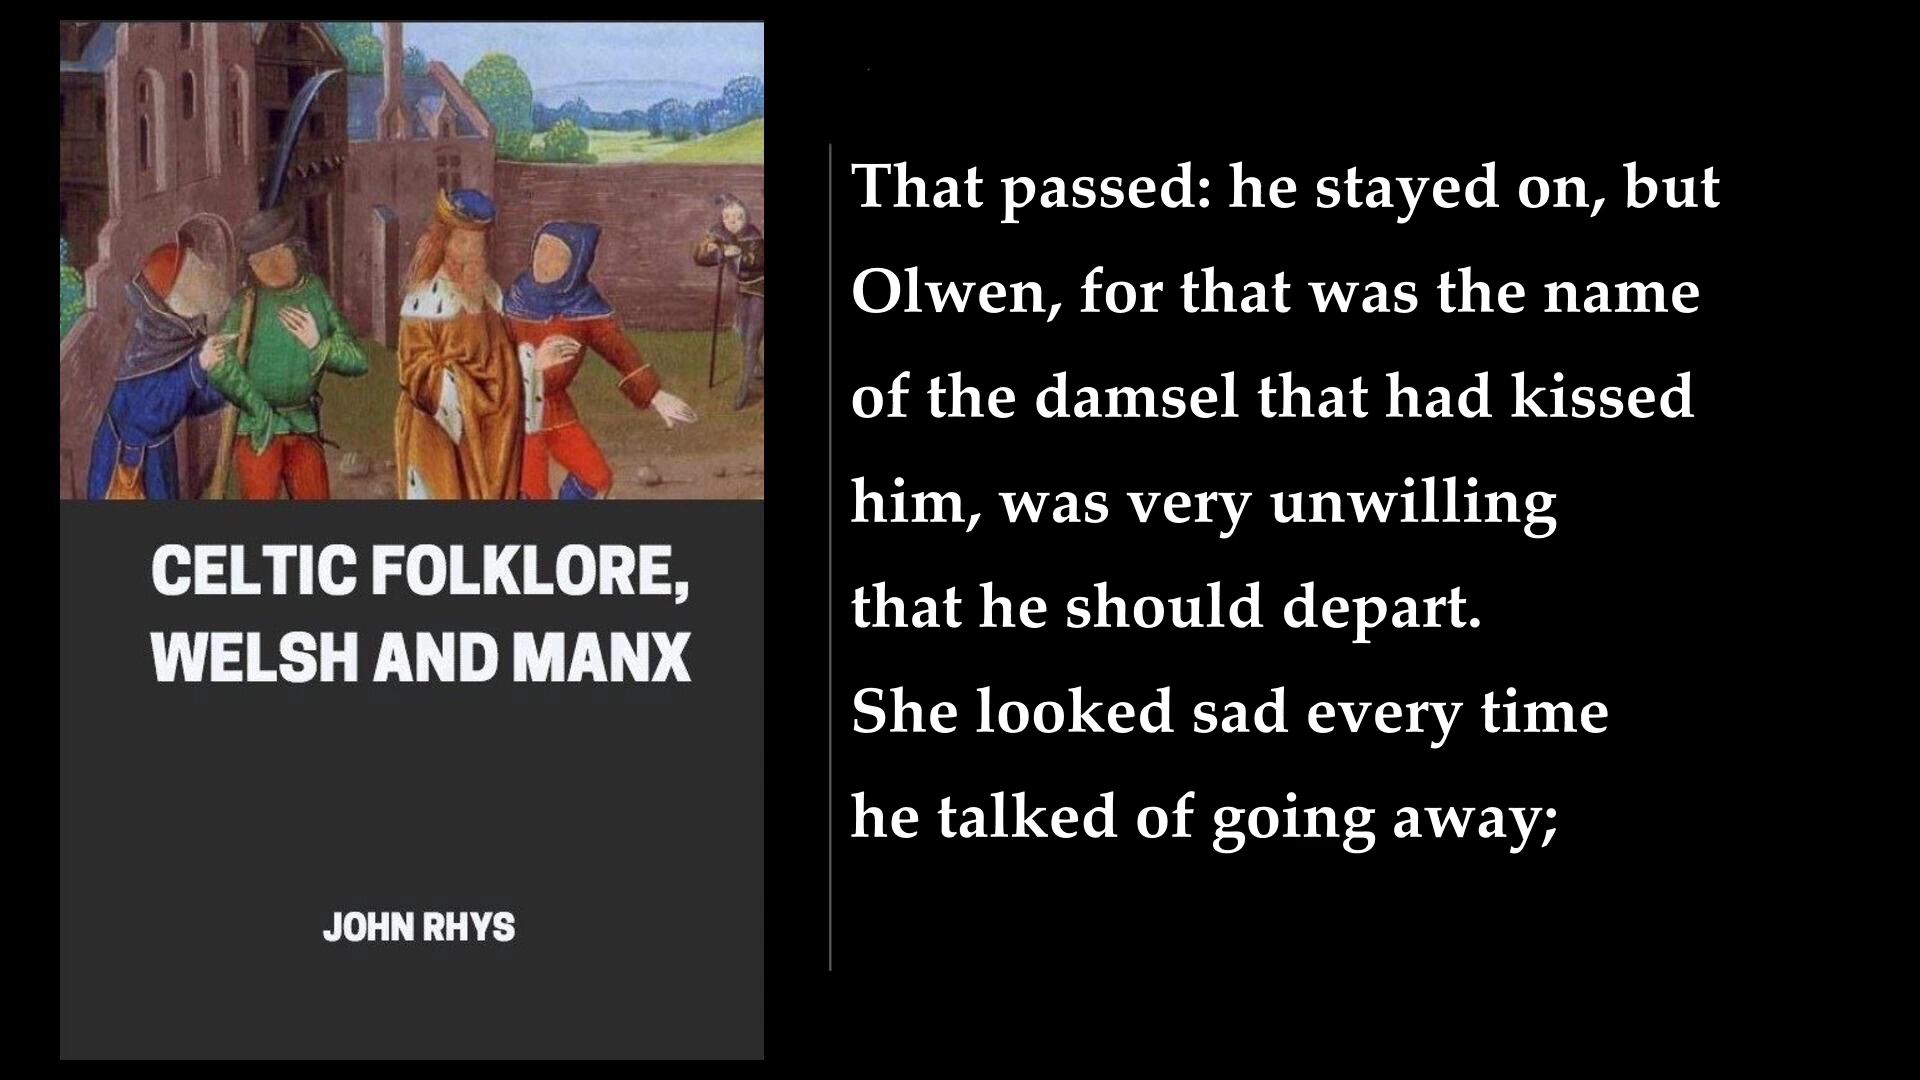 CELTIC FOLKLORE,
WELSH AND MANX
JOHN RHYS
That passed: he stayed on, but
Olwen, for that was the name
of the damsel that had kissed
him, was very unwilling
that he should depart.
She looked sad every time
he talked of going away;